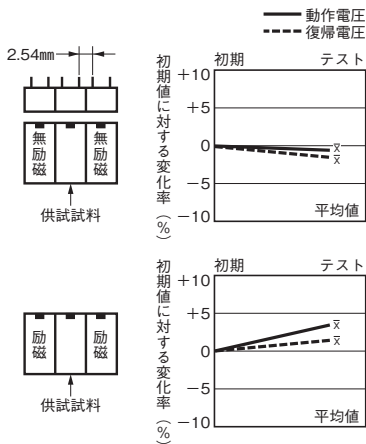 動作電圧
復帰電圧
2.54mm
無励磁
無励磁
供試試料
初期値に対する変化率（%）
初期
テスト
+10
+5
0
−5
−10
x̄
x̄
平均値
励磁
励磁
供試試料
初期値に対する変化率（%）
初期
テスト
+10
+5
0
−5
−10
x̄
x̄
平均値